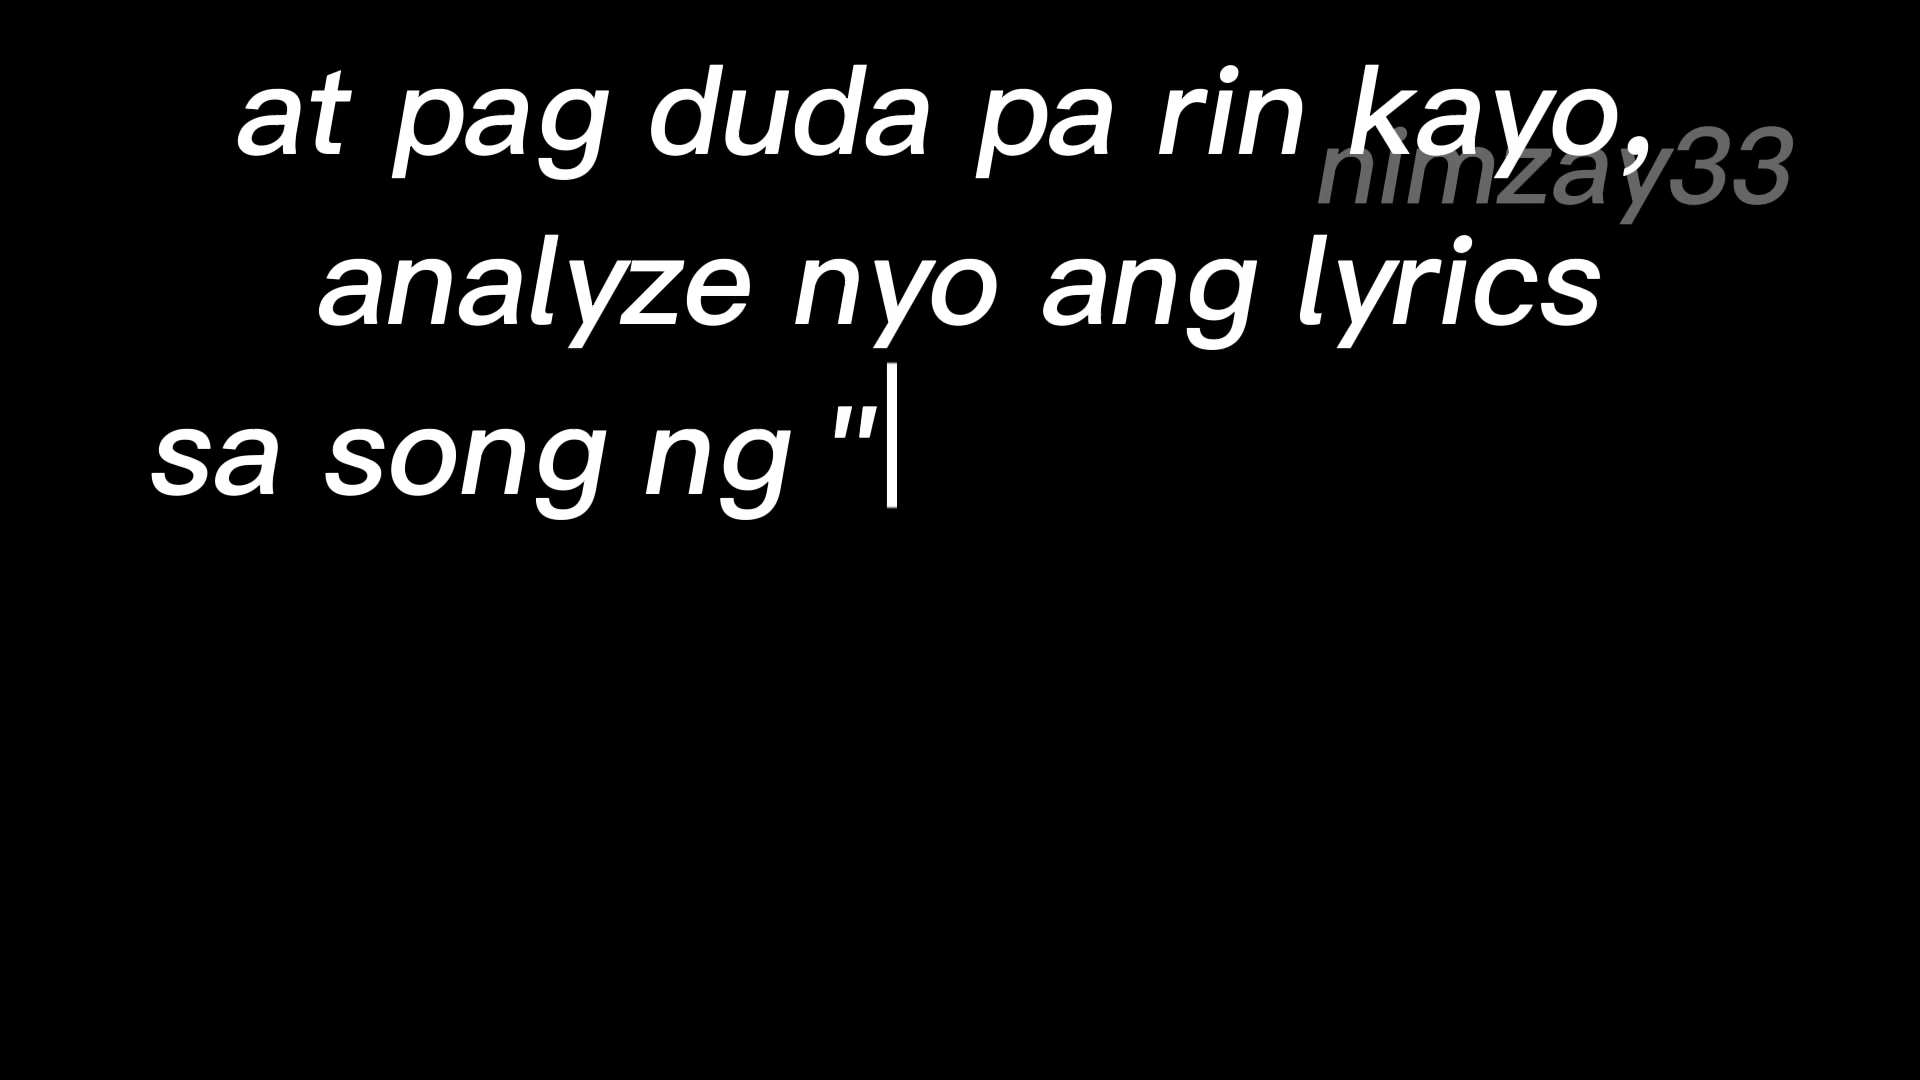 at pag duda pa rin kayo,
nimzay33
analyze nyo ang lyrics
sa song ng "